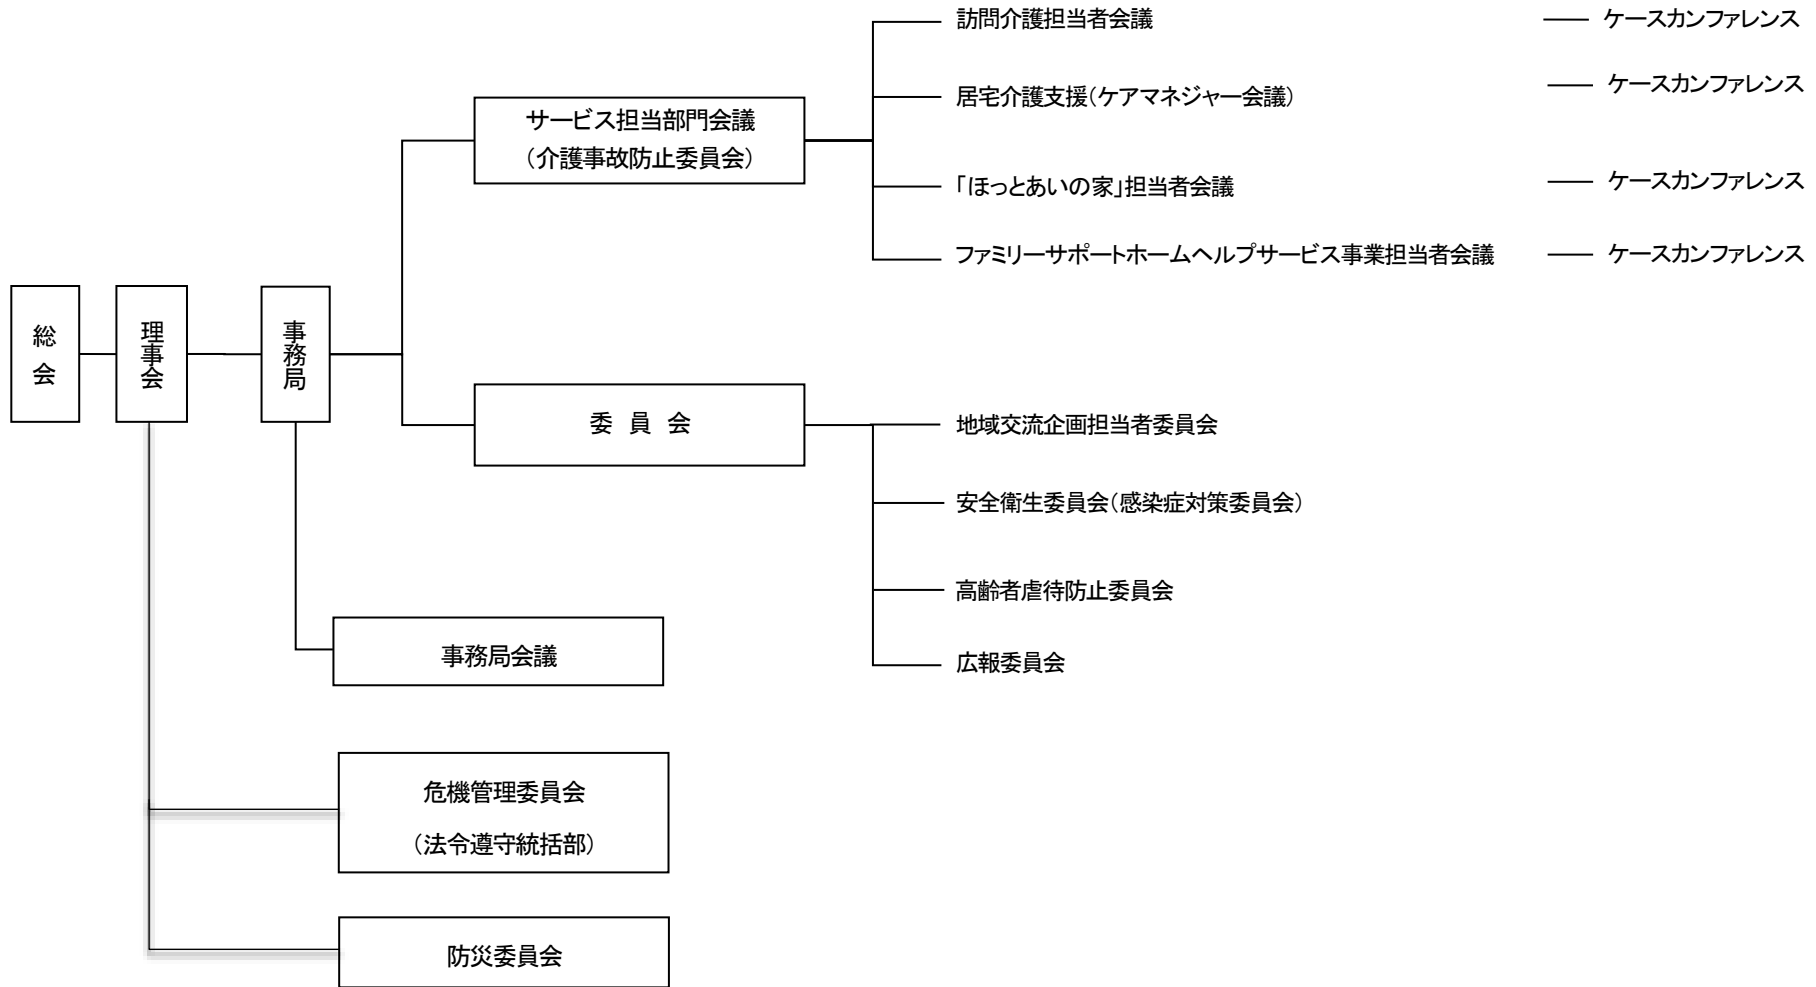 訪問介護担当者会議
ケースカンファレンス
居宅介護支援(ケアマネジャー会議)
ケースカンファレンス
サービス担当部門会議
(介護事故防止委員会)
「ほっとあいの家」担当者会議
ケースカンファレンス
ファミリーサポートホームヘルプサービス事業担当者会議
ケースカンファレンス
総会
理事会
事務局
委 員 会
地域交流企画担当者委員会
安全衛生委員会(感染症対策委員会)
高齢者虐待防止委員会
広報委員会
事務局会議
危機管理委員会
(法令遵守統括部)
防災委員会